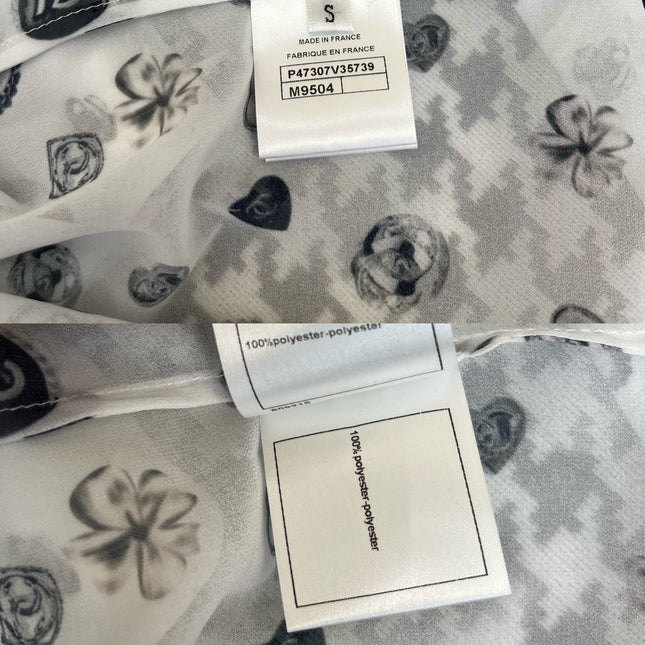 S
MADE IN FRANCE
FABRIQUE EN FRANCE
P47307V35739
M9504
100%polyester-polyester
100% polyester-polyester